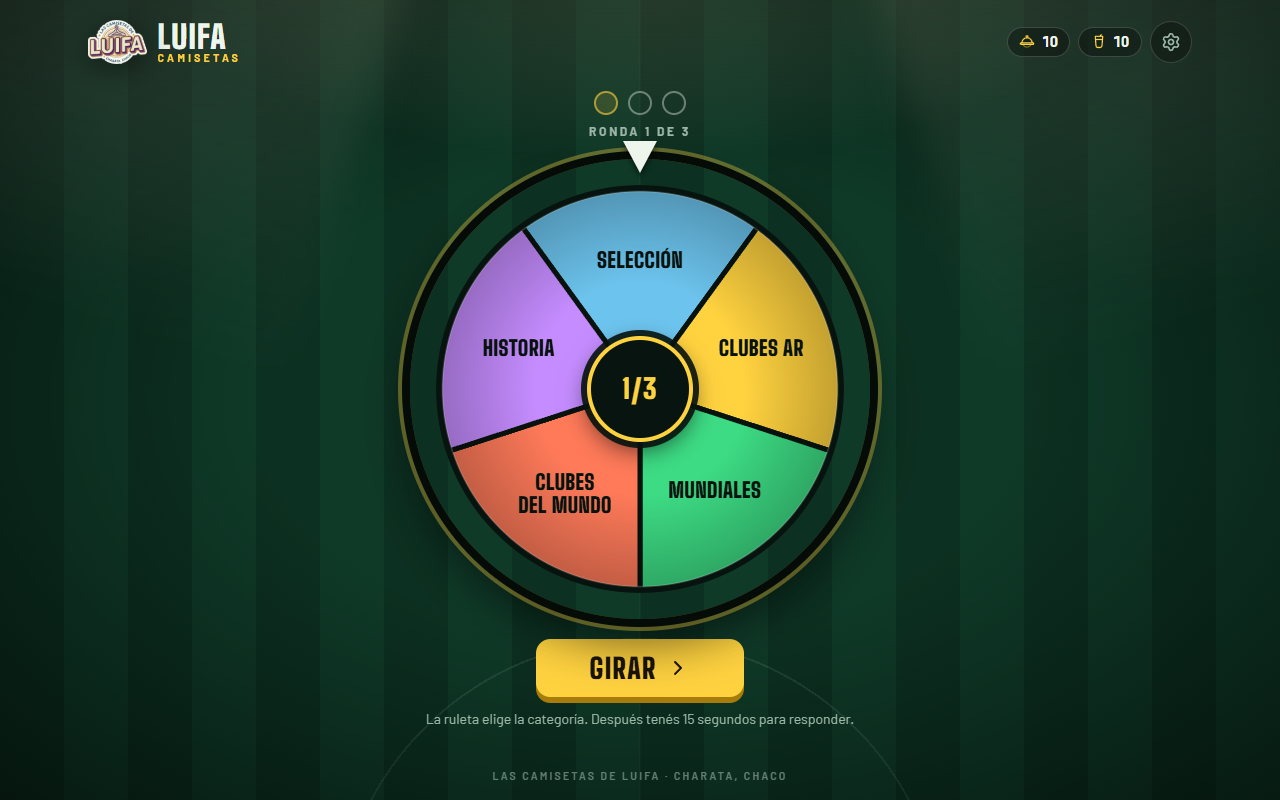 LUIFA
LUIFA
CAMISETAS
10
10
RONDA 1 DE 3
SELECCIÓN
HISTORIA
CLUBES AR
1/3
CLUBES
DEL MUNDO
MUNDIALES
GIRAR
La ruleta elige la categoría. Después tenés 15 segundos para responder.
LAS CAMISETAS DE LUIFA · CHARATA, CHACO